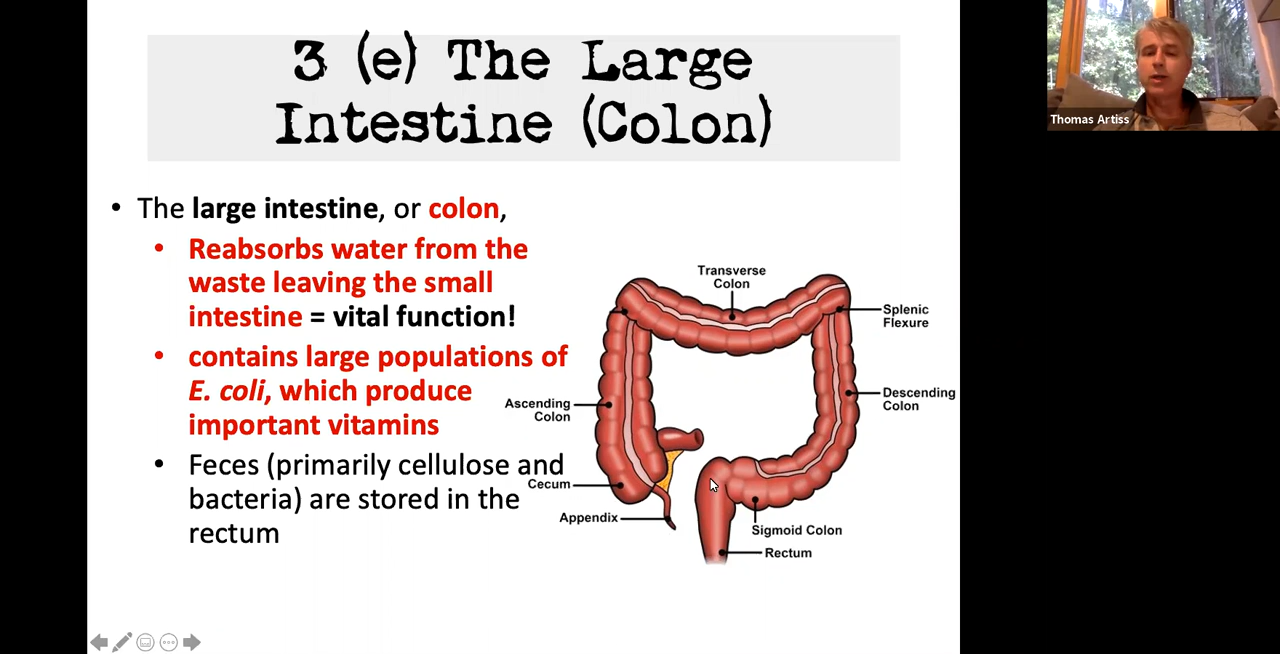 3 (e) The Large
Intestine (Colon)
Thomas Artiss
• The large intestine, or colon,
• Reabsorbs water from the
waste leaving the small
intestine = vital function!
• contains large populations of
E. coli, which produce
important vitamins
• Feces (primarily cellulose and
bacteria) are stored in the
rectum
Transverse
Colon
Splenic
Flexure
Ascending
Colon
Descending
Colon
Cecum
Appendix
Sigmoid Colon
Rectum